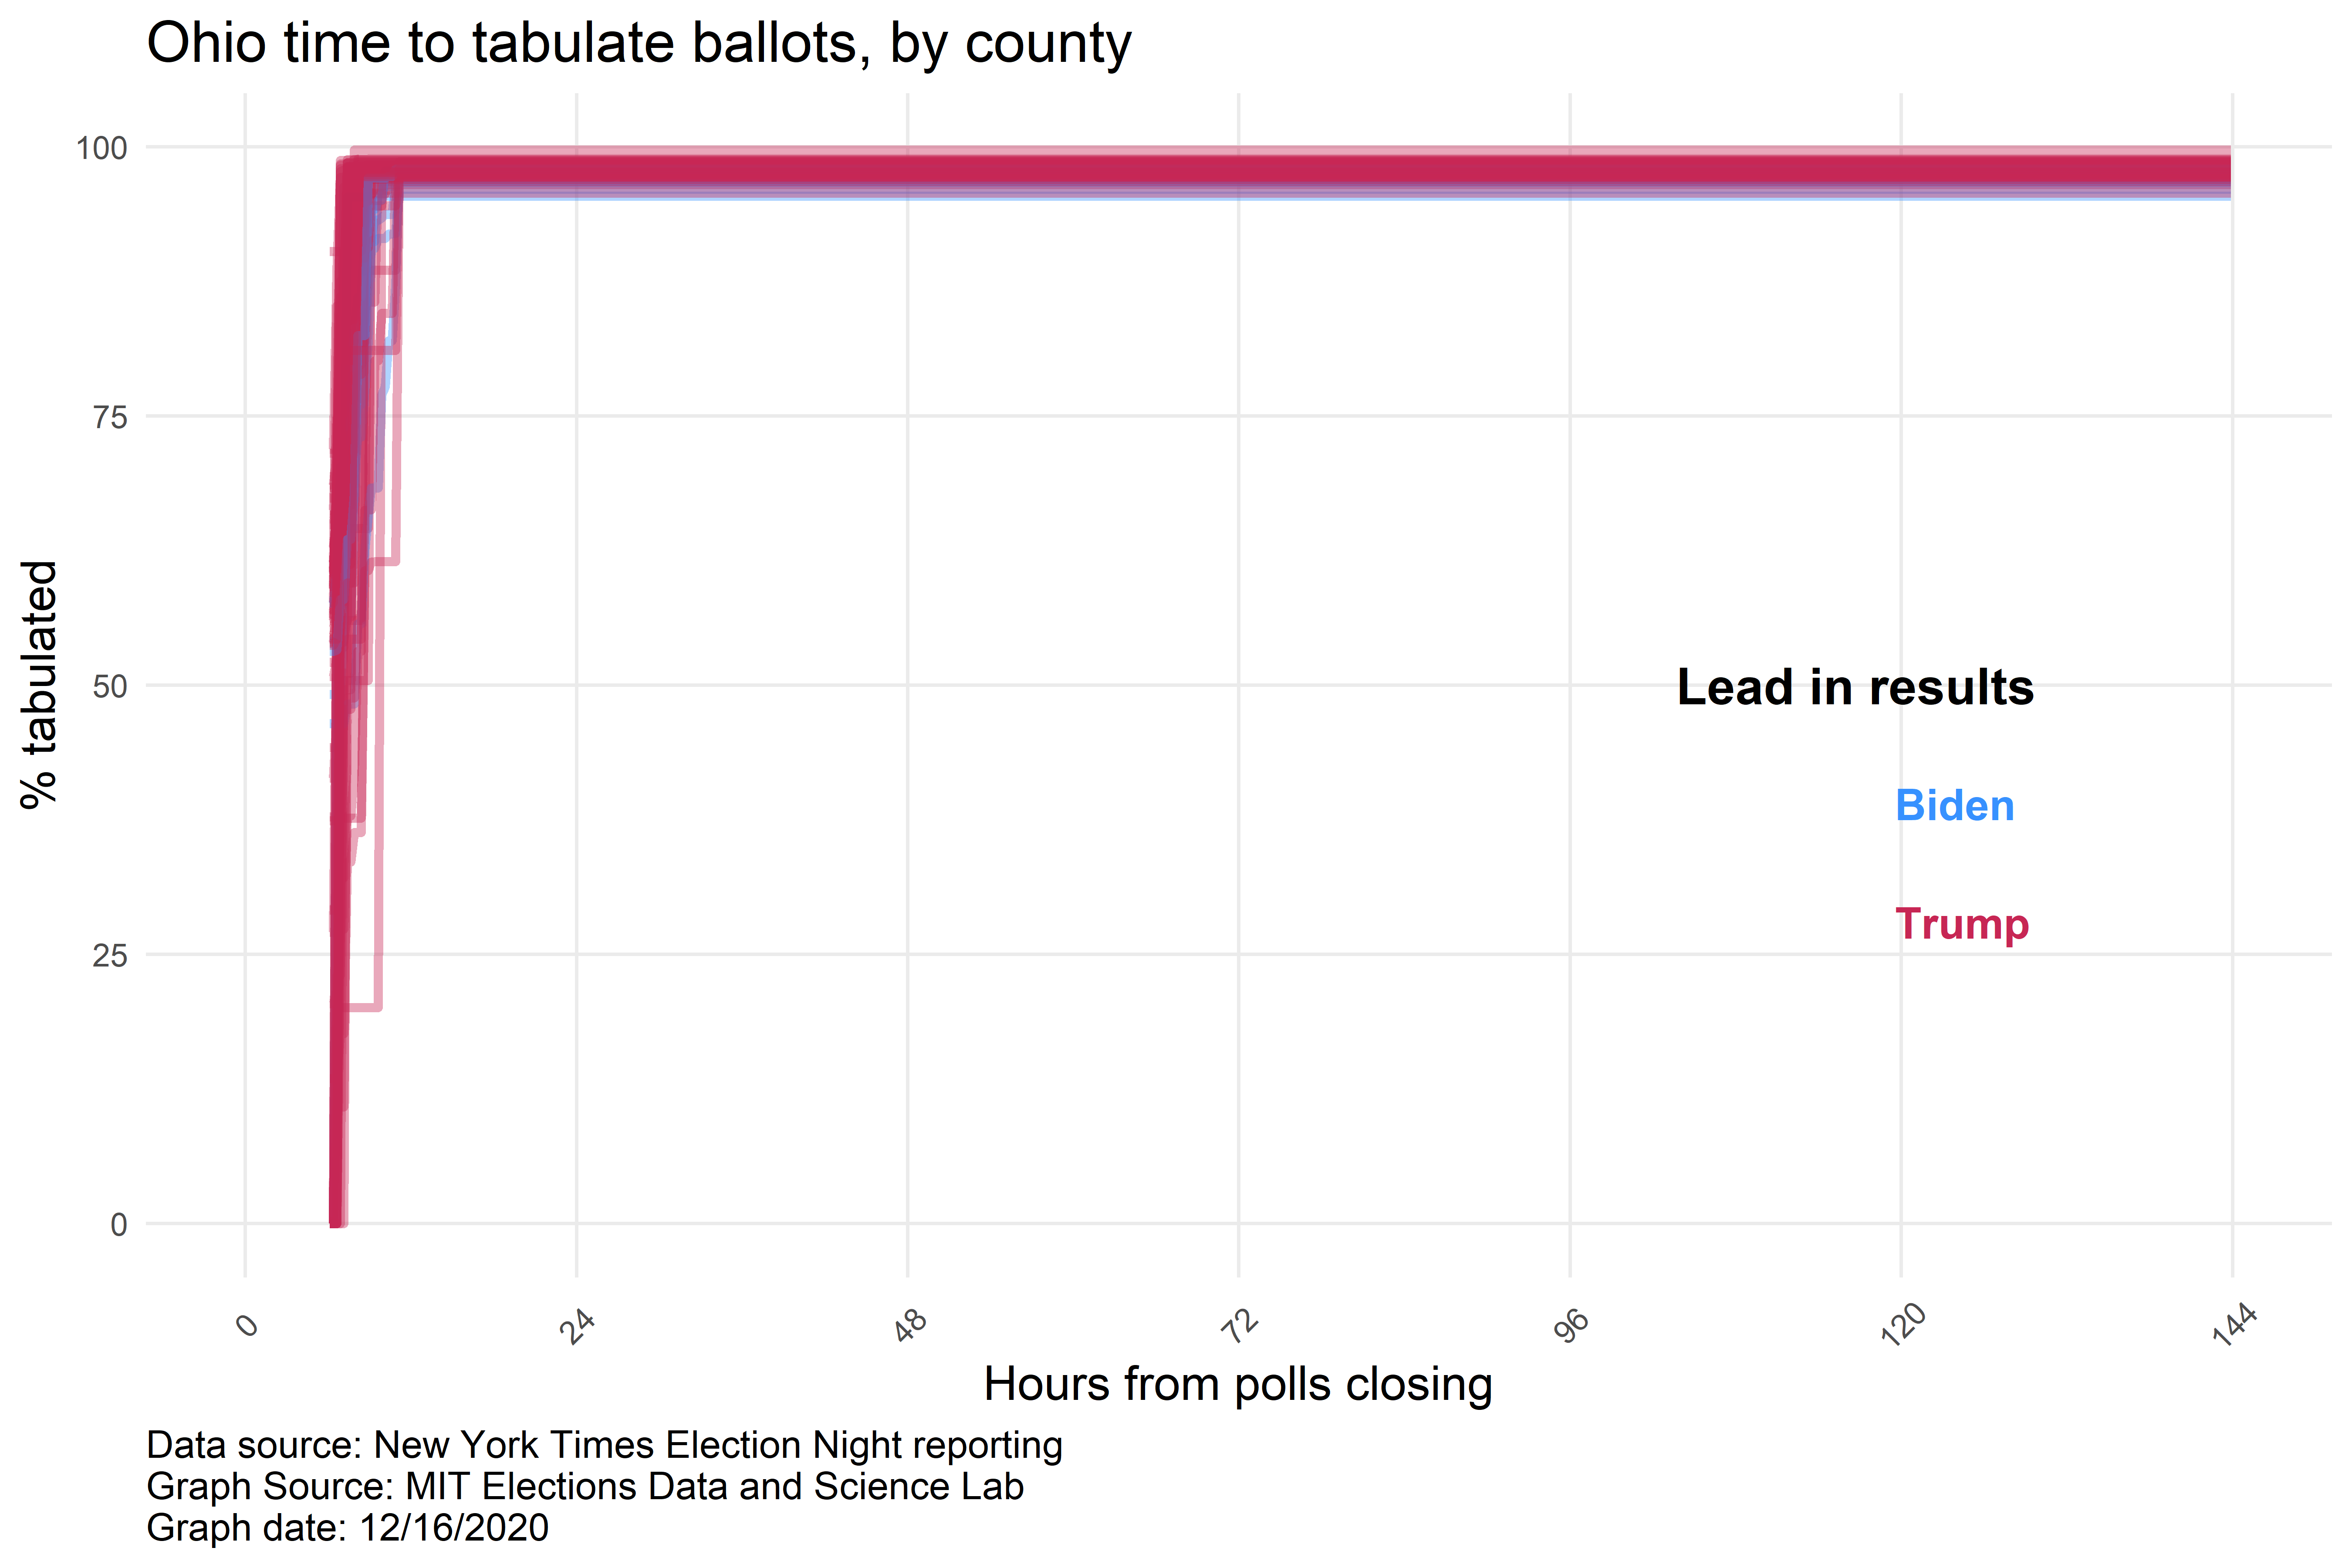 Ohio time to tabulate ballots, by county
100
75
50
25
0
% tabulated
Lead in results
Biden
Trump
0
24
48
72
96
120
144
Hours from polls closing
Data source: New York Times Election Night reporting
Graph Source: MIT Elections Data and Science Lab
Graph date: 12/16/2020